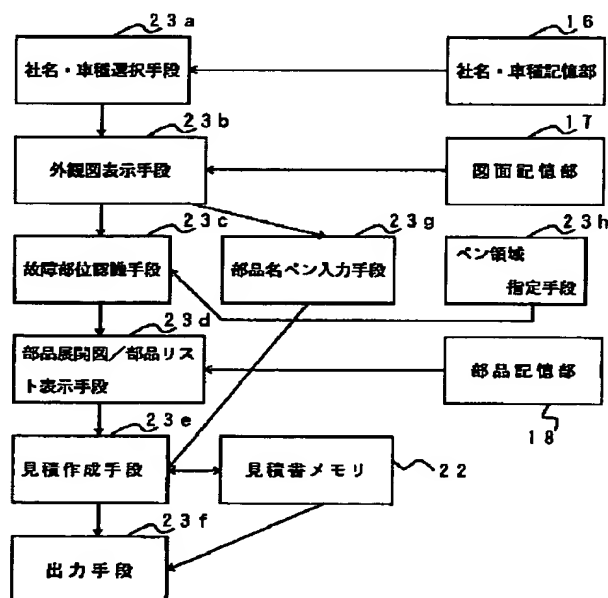 23a
16
社名・車種選択手段
社名・車種記憶部
23b
17
外観図表示手段
図面記憶部
23c
23g
23h
故障部位認識手段
部品名ペン入力手段
ペン領域
指定手段
23d
部品展開図／部品リス
ト表示手段
部品記憶部
18
23e
見積作成手段
見積書メモリ
22
23f
出力手段